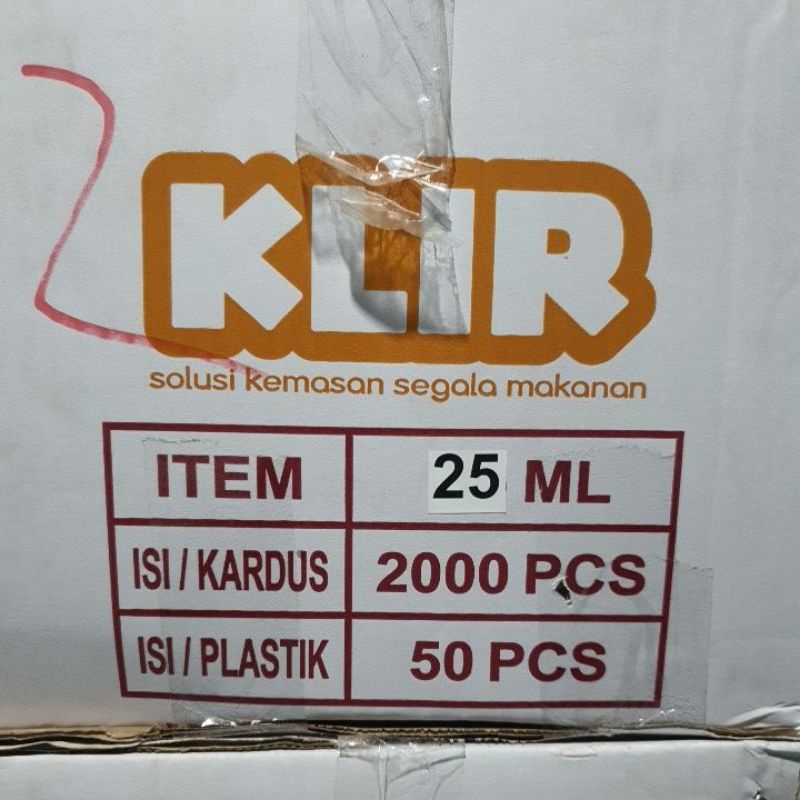 KLIR
solusi kemasan segala makanan
ITEM 25 ML
ISI / KARDUS 2000 PCS
ISI / PLASTIK 50 PCS